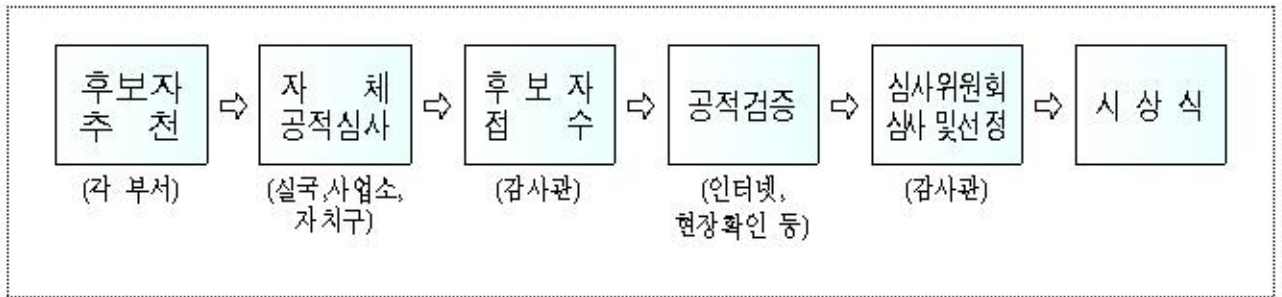 후보자
추 천
⇨
자 체
공적심사
⇨
후 보 자
접 수
⇨
공적검증
⇨
심사위원회
심사 및선정
⇨
시 상 식
(각 부서)
(실국,사업소,
자치구)
(감사관)
(인터넷,
현장확인 등)
(감사관)